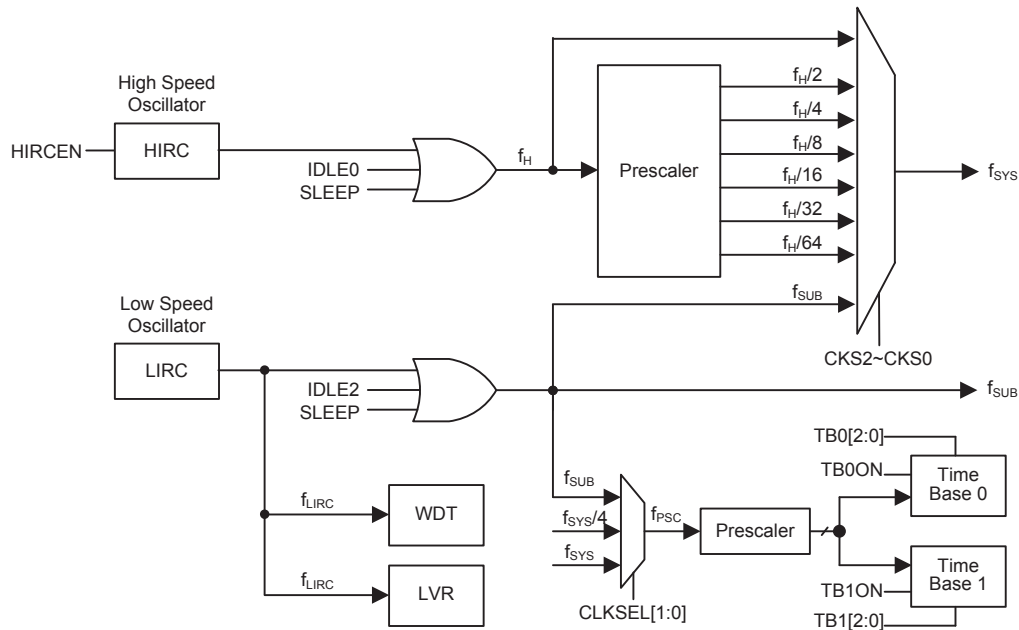 High Speed
Oscillator
HIRCEN
HIRC
IDLE0
SLEEP
fH
Prescaler
fH/2
fH/4
fH/8
fH/16
fH/32
fH/64
fSUB
fSYS
CKS2~CKS0
Low Speed
Oscillator
LIRC
IDLE2
SLEEP
fSUB
fLIRC
WDT
fLIRC
LVR
fSUB
fSYS/4
fSYS
CLKSEL[1:0]
fPSC
Prescaler
TB0[2:0]
TB0ON
Time
Base 0
Time
Base 1
TB1ON
TB1[2:0]